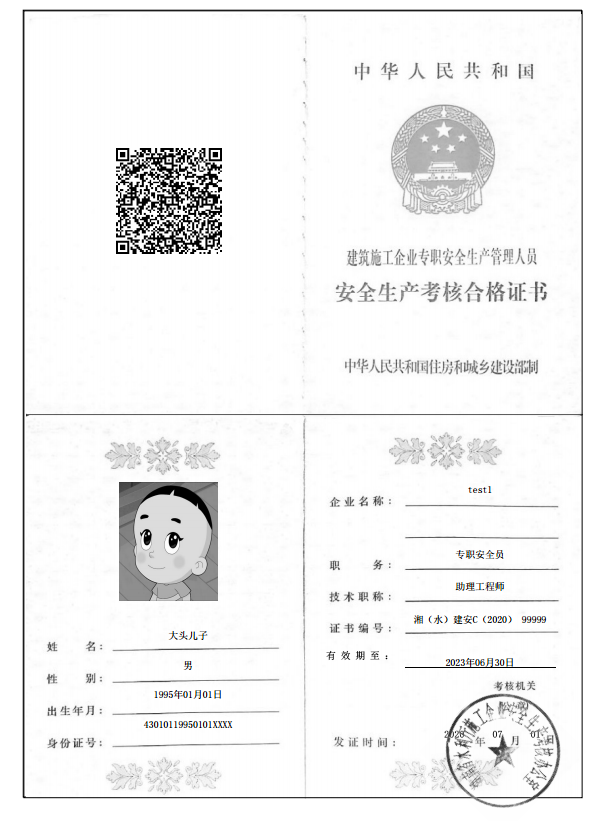 中华人民共和国
建筑施工企业专职安全生产管理人员
安全生产考核合格证书
中华人民共和国住房和城乡建设部制
姓 名： 大头儿子
性 别： 男
出生年月： 1995年01月01日
身份证号： 43010119950101XXXX
企业名称： test1
职 务： 专职安全员
技术职称： 助理工程师
证书编号： 湘（水）建安C（2020） 99999
有效期至： 2023年06月30日
考核机关
发证时间： 2020 年 07 月 01